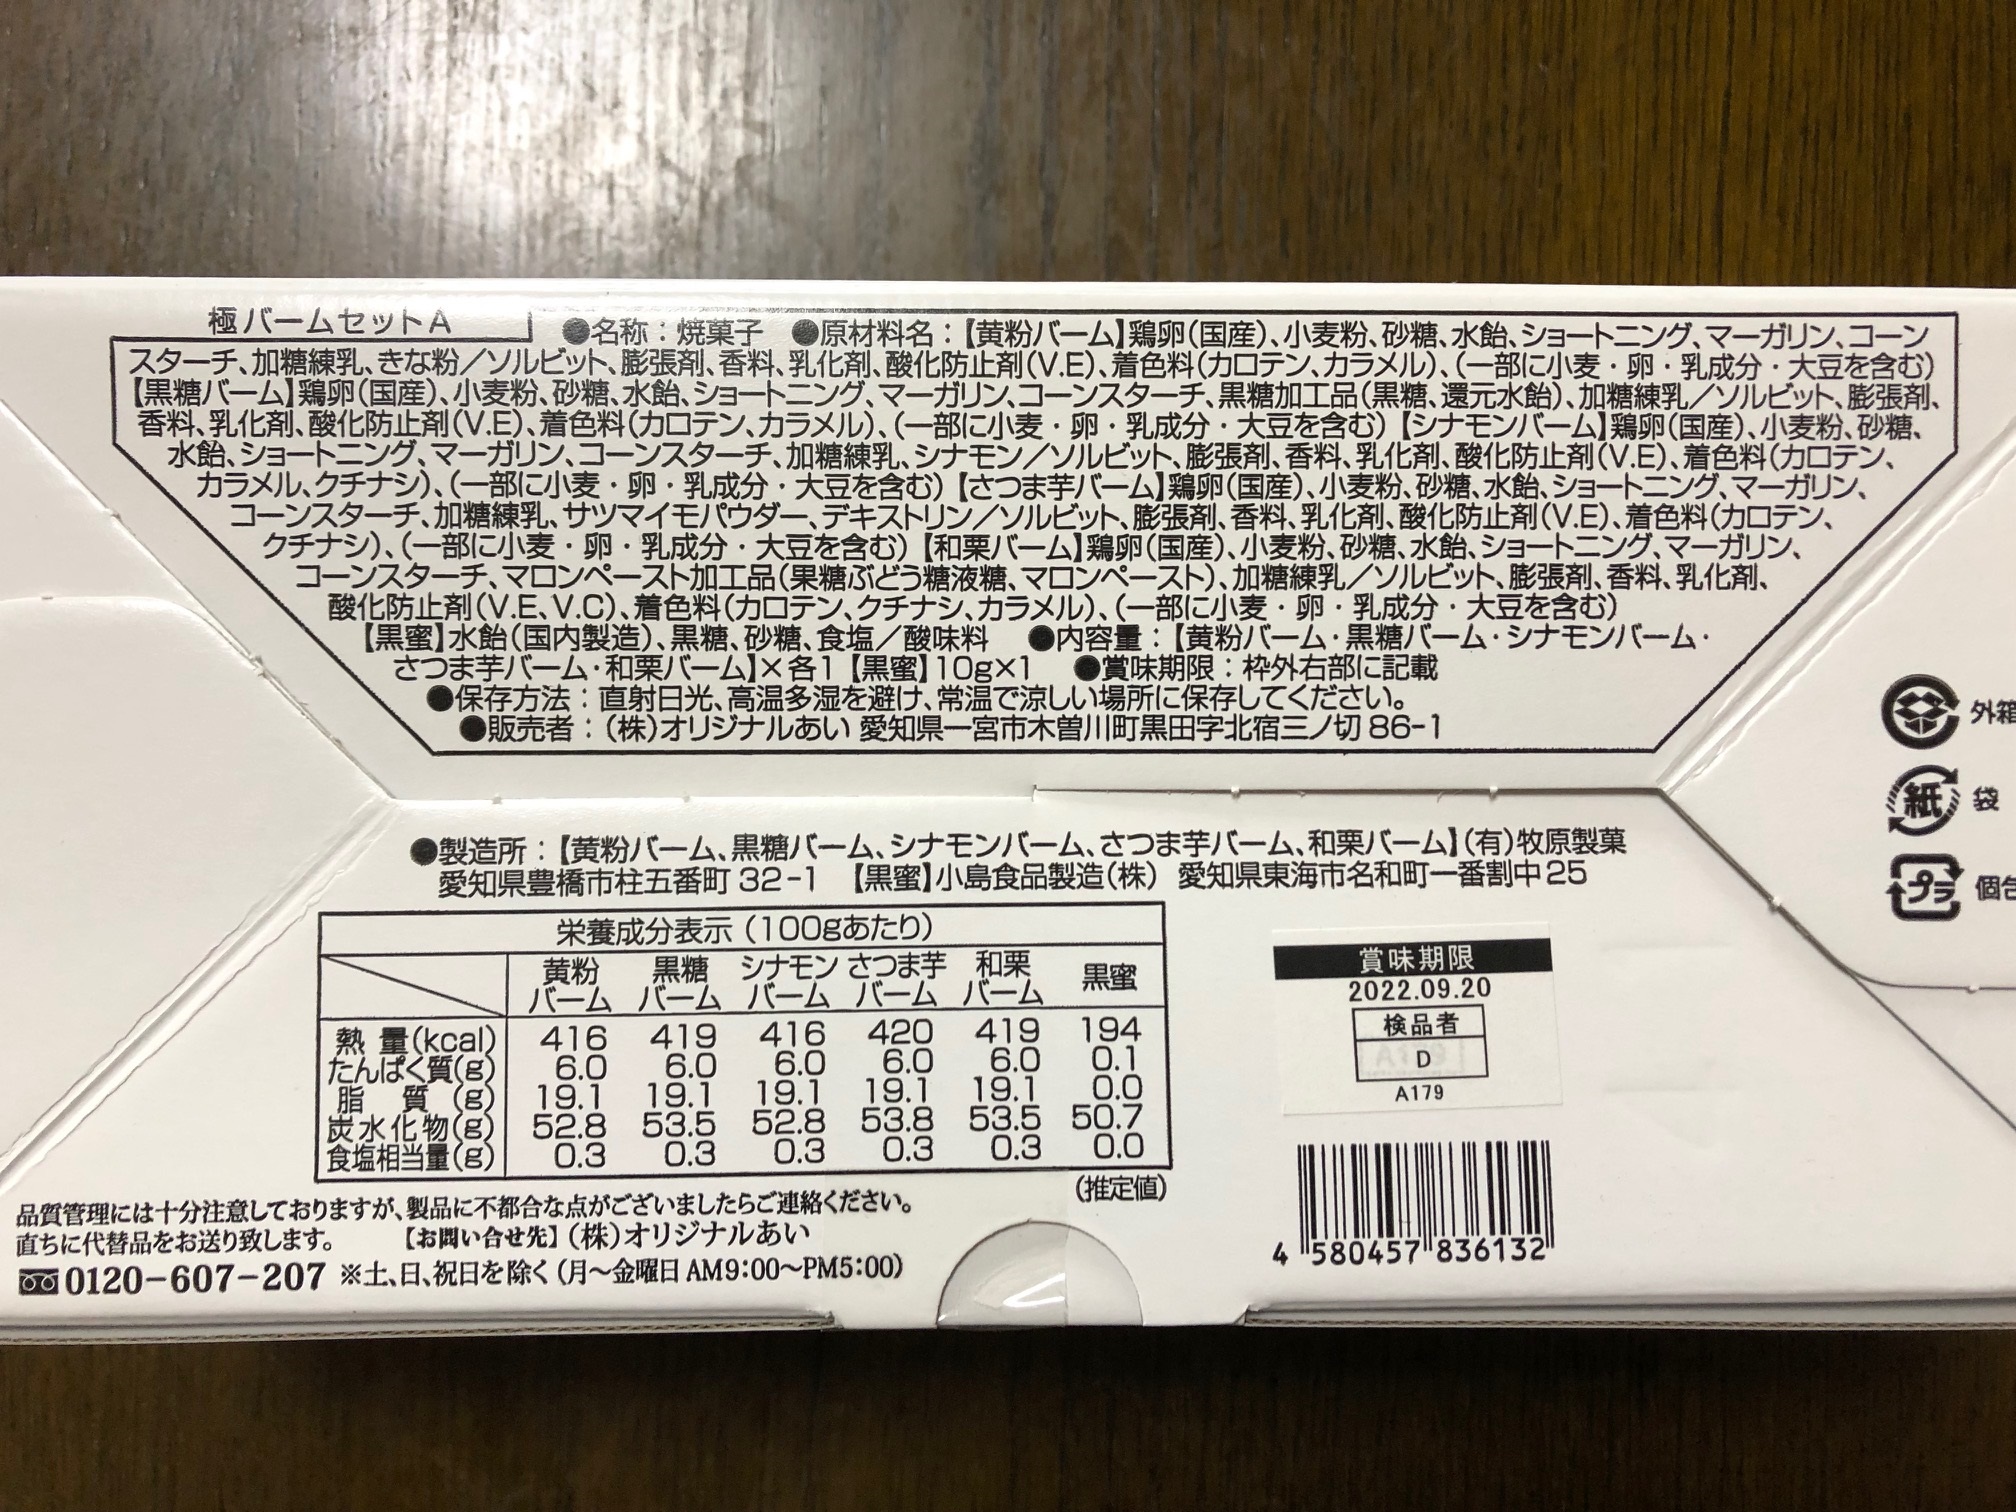 極バームセットA
●名称：焼菓子 ●原材料名：【黄粉バーム】鶏卵(国産)、小麦粉、砂糖、水飴、ショートニング、マーガリン、コーン
スターチ、加糖練乳、きな粉／ソルビット、膨張剤、香料、乳化剤、酸化防止剤(V.E)、着色料(カロテン、カラメル)、(一部に小麦・卵・乳成分・大豆を含む)
【黒糖バーム】鶏卵(国産)、小麦粉、砂糖、水飴、ショートニング、マーガリン、コーンスターチ、黒糖加工品(黒糖、還元水飴)、加糖練乳／ソルビット、膨張剤、
香料、乳化剤、酸化防止剤(V.E)、着色料(カロテン、カラメル)、(一部に小麦・卵・乳成分・大豆を含む)【シナモンバーム】鶏卵(国産)、小麦粉、砂糖、
水飴、ショートニング、マーガリン、コーンスターチ、加糖練乳、シナモン／ソルビット、膨張剤、香料、乳化剤、酸化防止剤(V.E)、着色料(カロテン、
カラメル、クチナシ)、(一部に小麦・卵・乳成分・大豆を含む)【さつま芋バーム】鶏卵(国産)、小麦粉、砂糖、水飴、ショートニング、マーガリン、
コーンスターチ、加糖練乳、サツマイモパウダー、デキストリン／ソルビット、膨張剤、香料、乳化剤、酸化防止剤(V.E)、着色料(カロテン、
クチナシ)、(一部に小麦・卵・乳成分・大豆を含む)【和栗バーム】鶏卵(国産)、小麦粉、砂糖、水飴、ショートニング、マーガリン、
コーンスターチ、マロンペースト加工品(果糖ぶどう糖液糖、マロンペースト)、加糖練乳／ソルビット、膨張剤、香料、乳化剤、
酸化防止剤(V.E、V.C)、着色料(カロテン、クチナシ、カラメル)、(一部に小麦・卵・乳成分・大豆を含む)
【黒蜜】水飴(国内製造)、黒糖、砂糖、食塩／酸味料 ●内容量：【黄粉バーム・黒糖バーム・シナモンバーム・
さつま芋バーム・和栗バーム】×各1【黒蜜】10g×1 ●賞味期限：枠外右部に記載
●保存方法：直射日光、高温多湿を避け、常温で涼しい場所に保存してください。
●販売者：(株)オリジナルあい 愛知県一宮市木曽川町黒田字北宿三ノ切86-1
外箱
袋
プラ
紙
●製造所：【黄粉バーム、黒糖バーム、シナモンバーム、さつま芋バーム、和栗バーム】(有)牧原製菓
愛知県豊橋市柱五番町32-1 【黒蜜】小島食品製造(株) 愛知県東海市名和町一番割中25
栄養成分表示(100gあたり)
黄粉バーム 黒糖バーム シナモンバーム さつま芋バーム 和栗バーム 黒蜜
熱量(kcal) 416 419 416 420 419 194
たんぱく質(g) 6.0 6.0 6.0 6.0 6.0 0.1
脂質(g) 19.1 19.1 19.1 19.1 19.1 0.0
炭水化物(g) 52.8 53.5 52.8 53.8 53.5 50.7
食塩相当量(g) 0.3 0.3 0.3 0.3 0.3 0.0
(推定値)
賞味期限
2022.09.20
検品者
D
A179
4 580457 836132
品質管理には十分注意しておりますが、製品に不都合な点がございましたらご連絡ください。
直ちに代替品をお送り致します。 【お問い合せ先】(株)オリジナルあい
0120-607-207 ※土、日、祝日を除く(月～金曜日AM9:00～PM5:00)